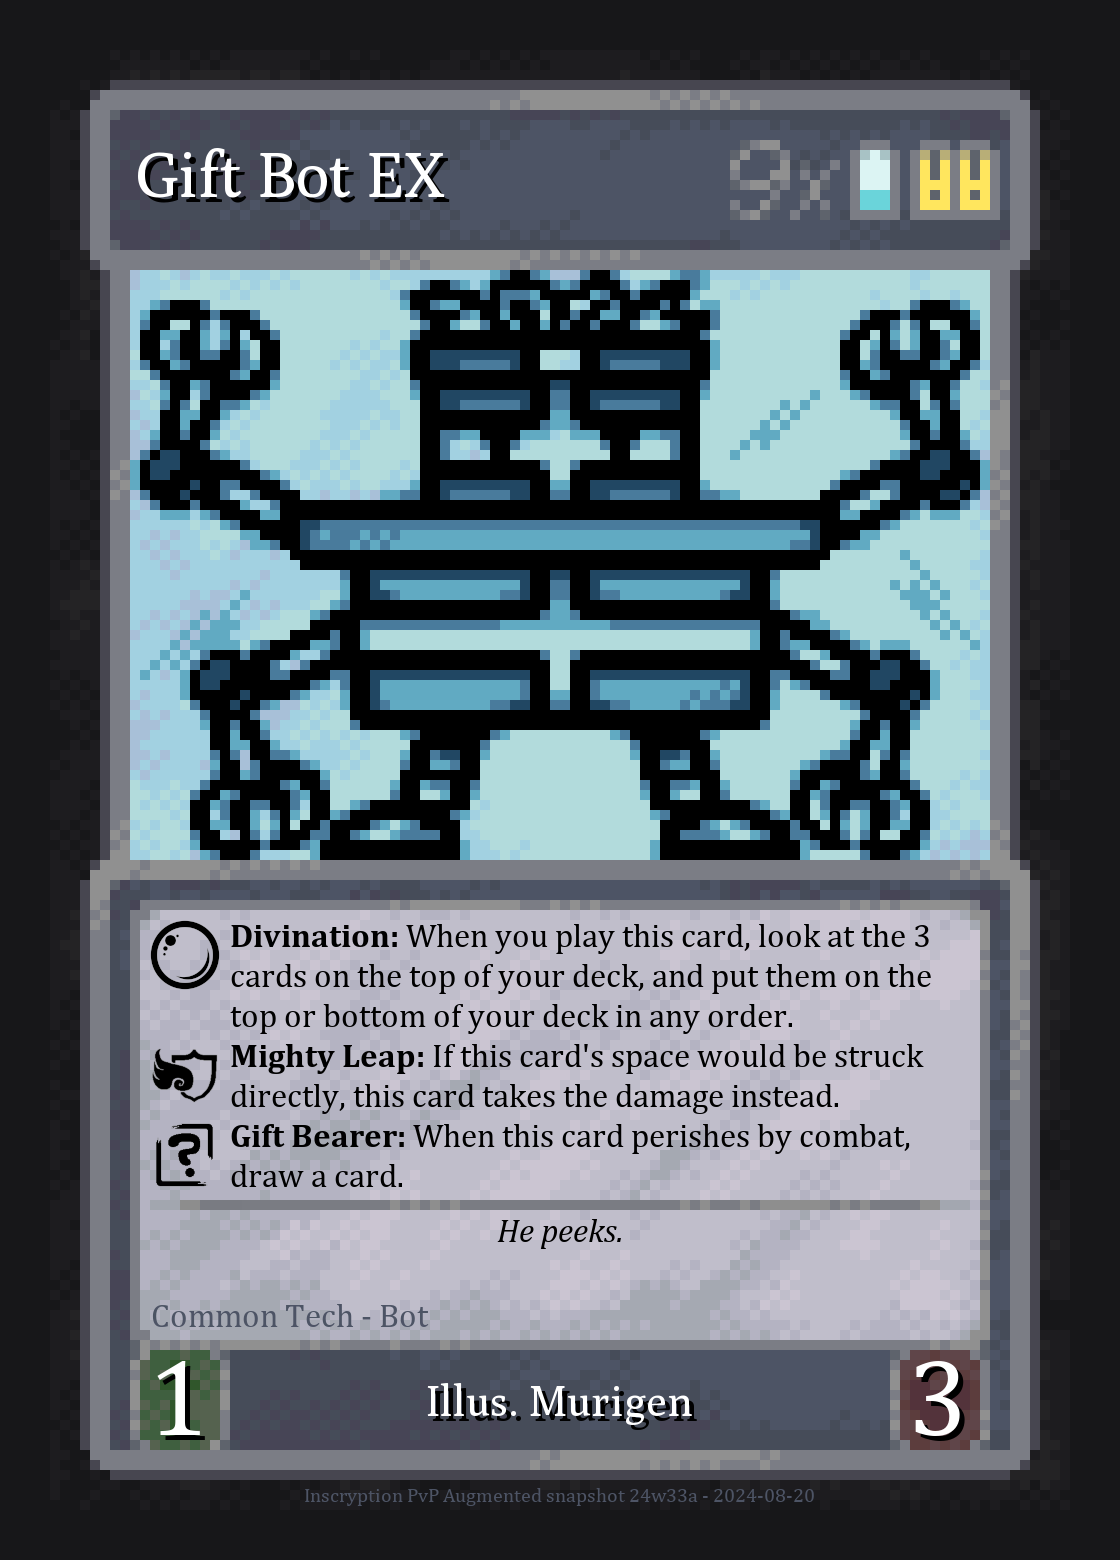 Gift Bot EX 9x
Divination: When you play this card, look at the 3
cards on the top of your deck, and put them on the
top or bottom of your deck in any order.
Mighty Leap: If this card's space would be struck
directly, this card takes the damage instead.
Gift Bearer: When this card perishes by combat,
draw a card.
He peeks.
Common Tech - Bot
1 Illus. Murigen 3
Inscryption PvP Augmented snapshot 24w33a - 2024-08-20